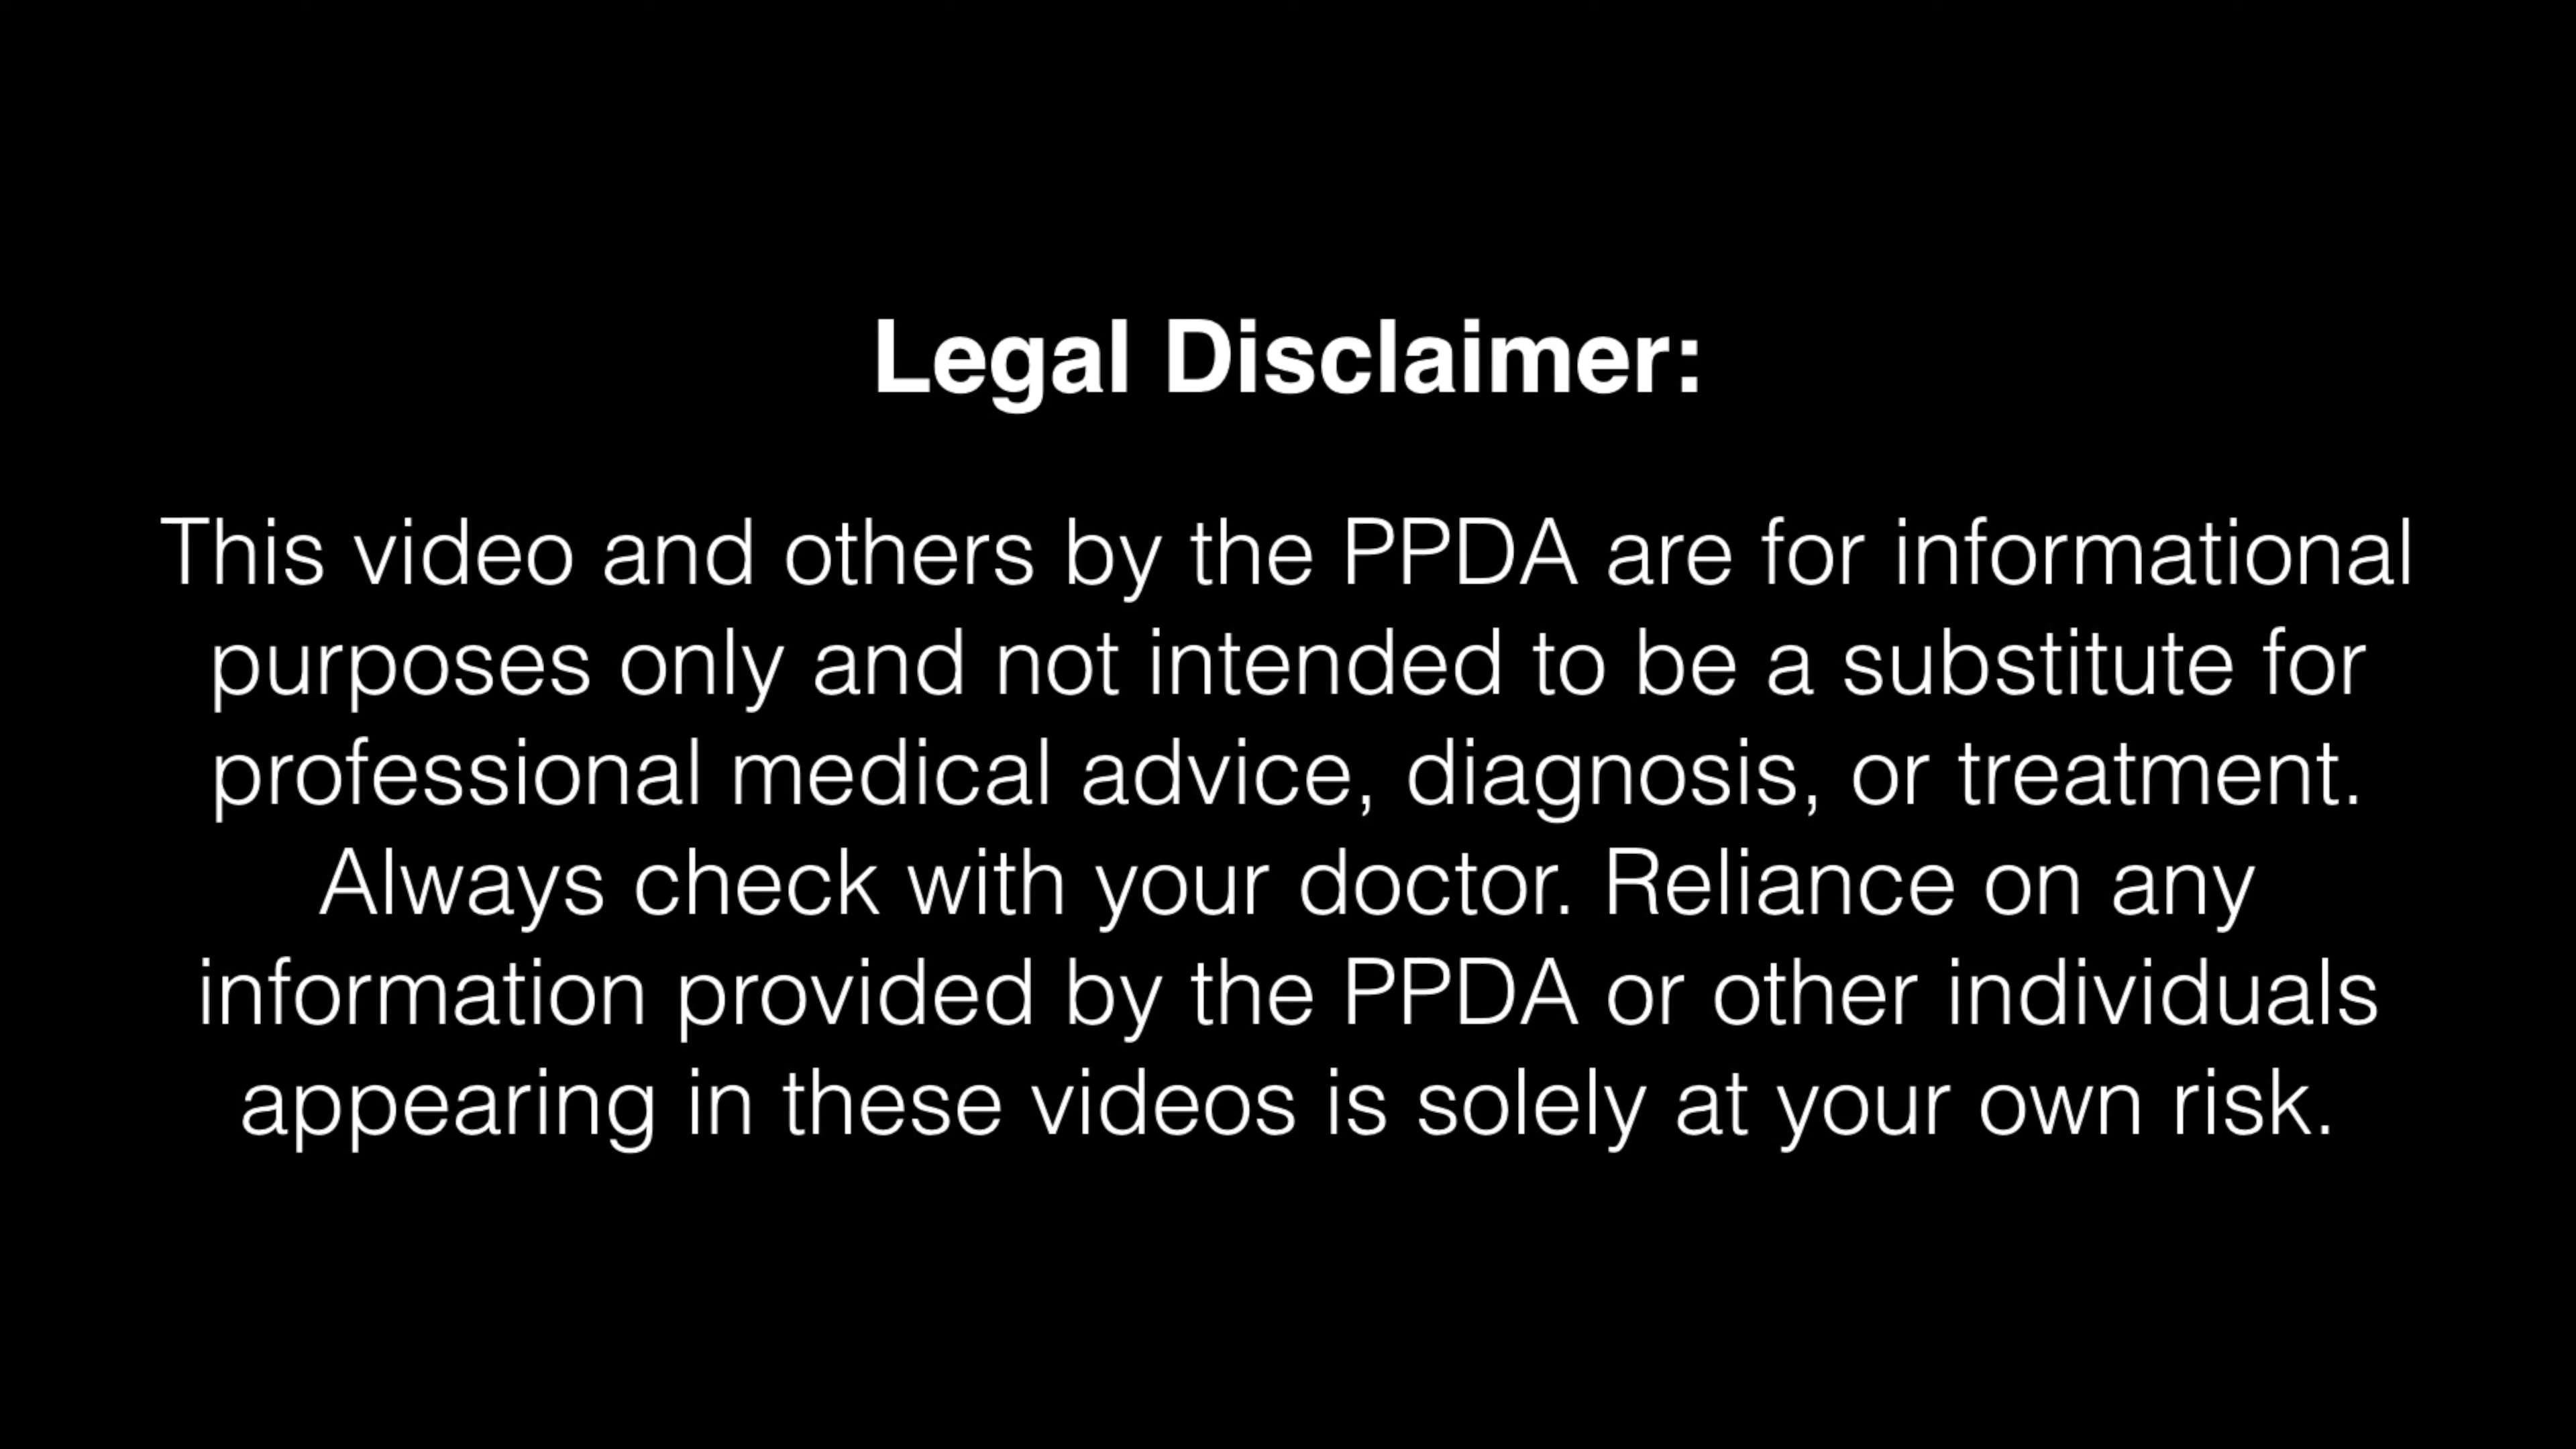 Legal Disclaimer:
This video and others by the PPDA are for informational
purposes only and not intended to be a substitute for
professional medical advice, diagnosis, or treatment.
Always check with your doctor. Reliance on any
information provided by the PPDA or other individuals
appearing in these videos is solely at your own risk.